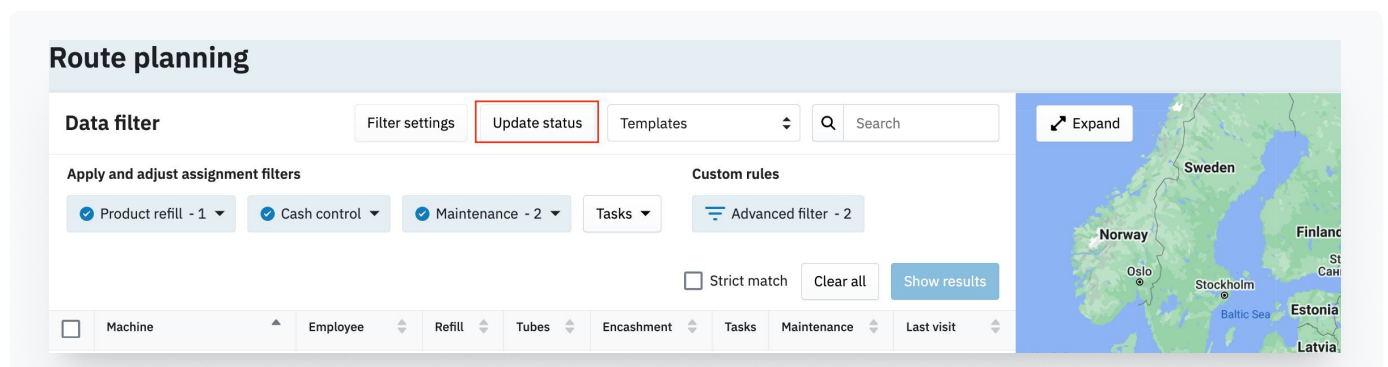 Route planning
Data filter
Filter settings
Update status
Templates
Search
Expand
Apply and adjust assignment filters
Custom rules
Product refill - 1
Cash control
Maintenance - 2
Tasks
Advanced filter - 2
Strict match
Clear all
Show results
Machine
Employee
Refill
Tubes
Encashment
Tasks
Maintenance
Last visit
Sweden
Norway
Finland
Oslo
Stockholm
Baltic Sea
Estonia
Latvia